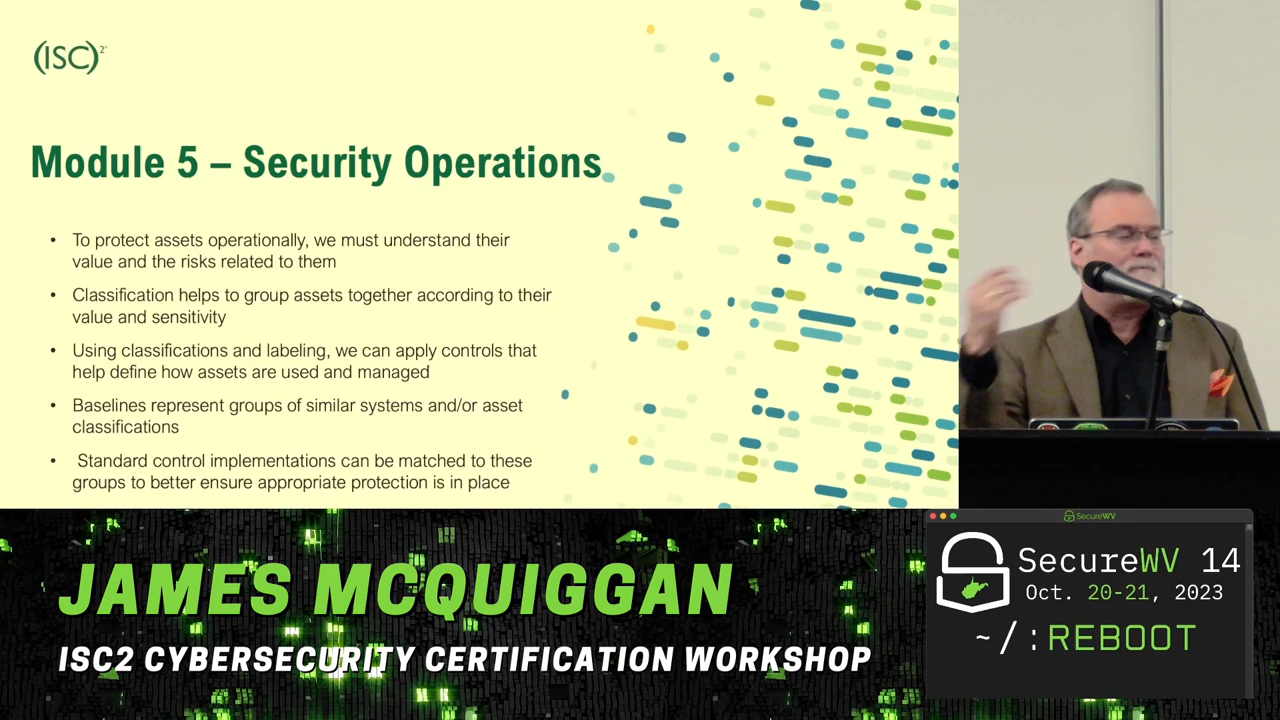 (ISC)²
Module 5 – Security Operations
• To protect assets operationally, we must understand their
value and the risks related to them
• Classification helps to group assets together according to their
value and sensitivity
• Using classifications and labeling, we can apply controls that
help define how assets are used and managed
• Baselines represent groups of similar systems and/or asset
classifications
• Standard control implementations can be matched to these
groups to better ensure appropriate protection is in place
JAMES MCQUIGGAN
ISC2 CYBERSECURITY CERTIFICATION WORKSHOP
SecureWV
SecureWV 14
Oct. 20-21, 2023
~/:REBOOT